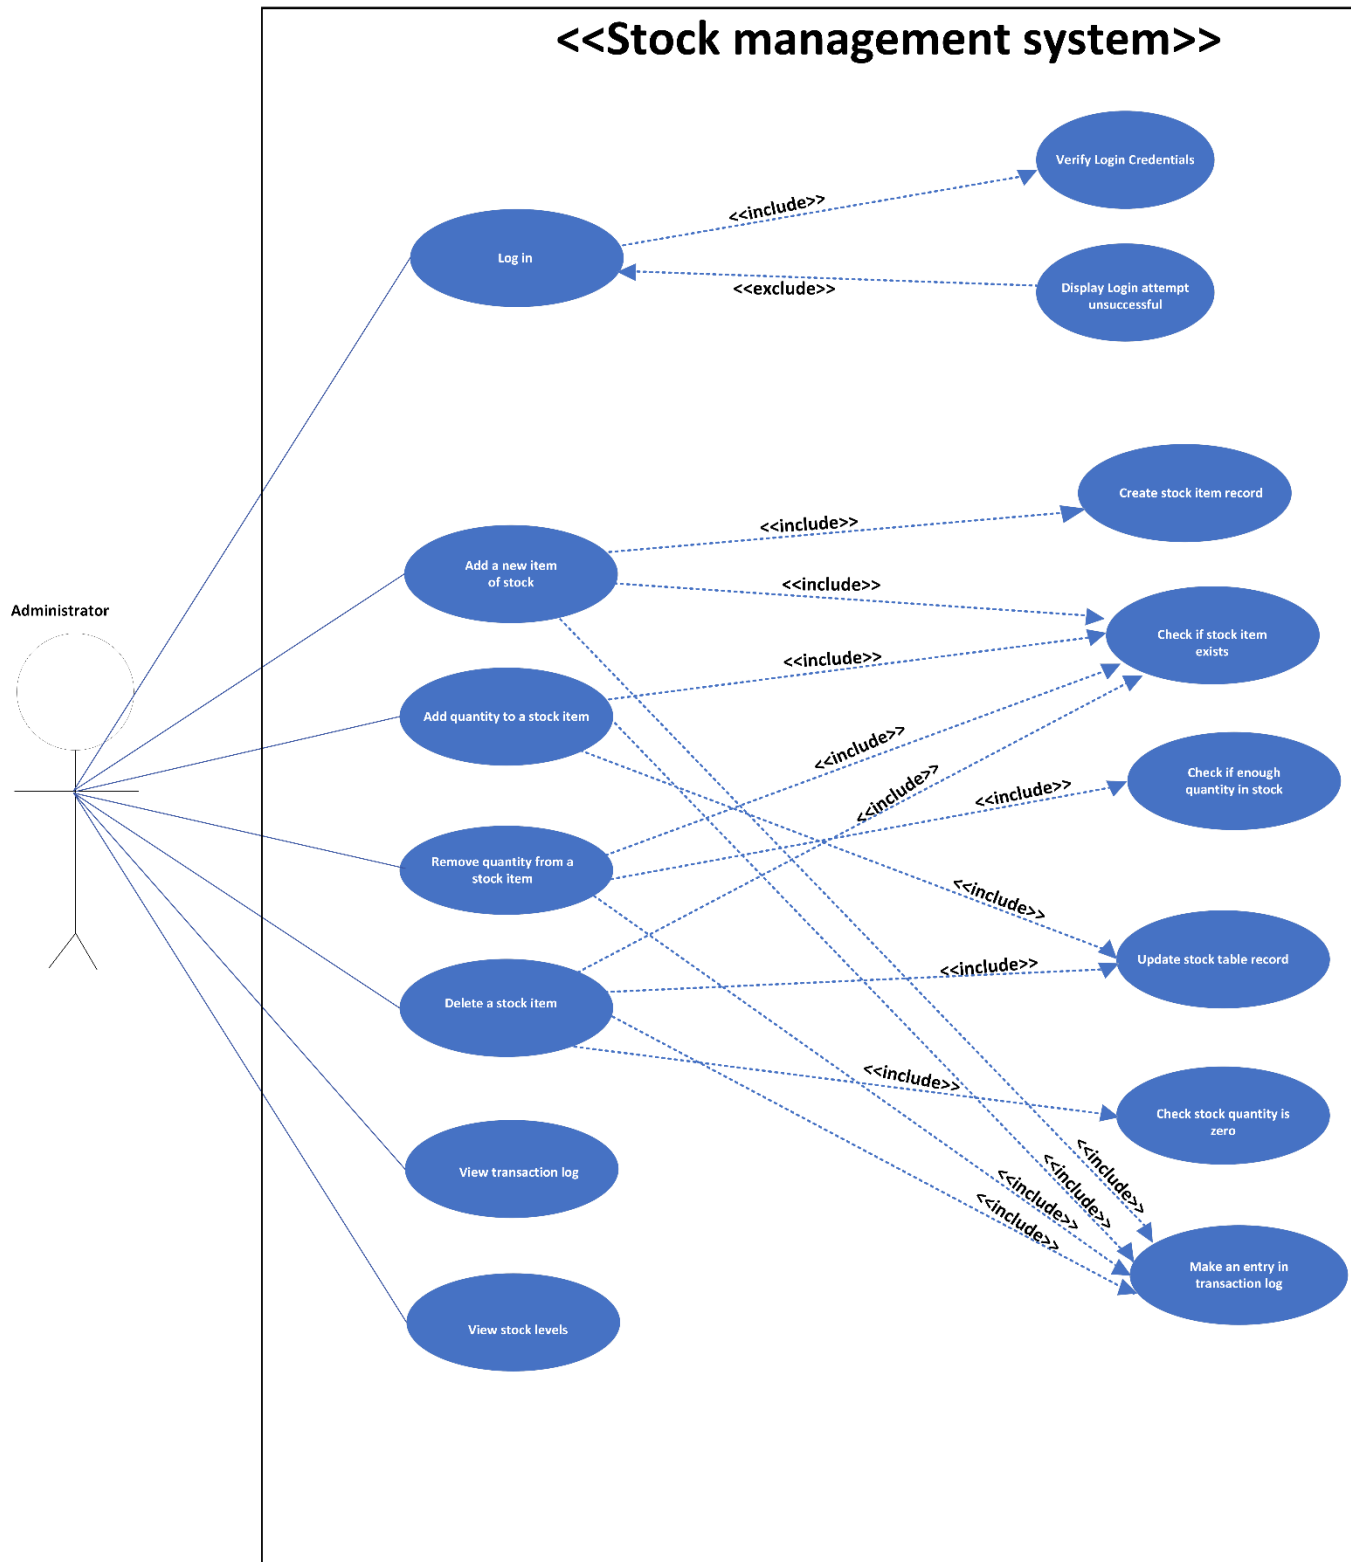 <<Stock management system>>
Verify Login Credentials
<<include>>
Log in
<<exclude>>
Display Login attempt
unsuccessful
Create stock item record
<<include>>
Add a new item
of stock
<<include>>
Administrator
Check if stock item
exists
<<include>>
Add quantity to a stock item
<<include>>
<<include>>
Check if enough
quantity in stock
<<include>>
Remove quantity from a
stock item
<<include>>
Update stock table record
<<include>>
Delete a stock item
<<include>>
Check stock quantity is
zero
View transaction log
<<include>>
<<include>>
<<include>>
<<include>>
Make an entry in
transaction log
View stock levels